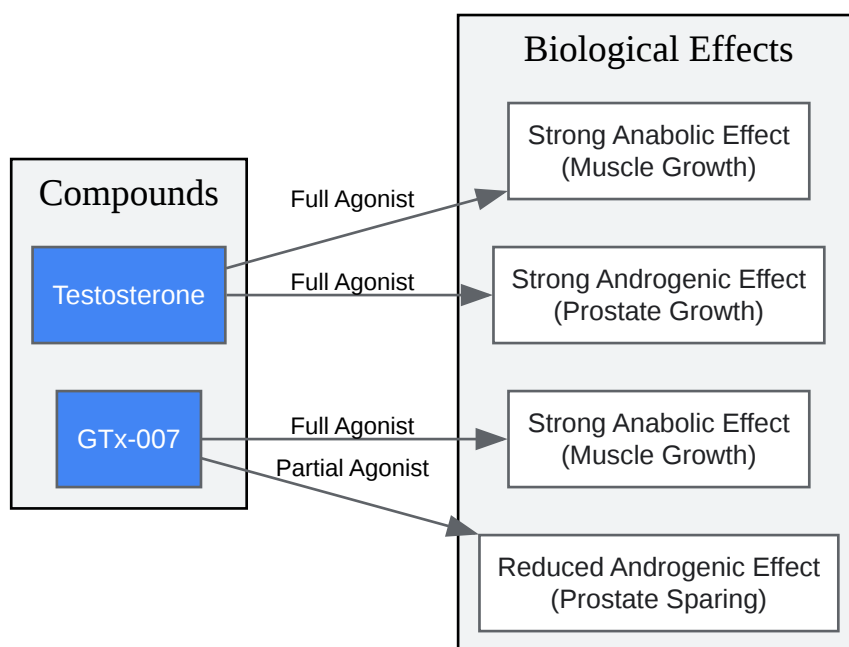 Compounds
Testosterone
GTx-007
Full Agonist
Full Agonist
Full Agonist
Partial Agonist
Biological Effects
Strong Anabolic Effect
(Muscle Growth)
Strong Androgenic Effect
(Prostate Growth)
Strong Anabolic Effect
(Muscle Growth)
Reduced Androgenic Effect
(Prostate Sparing)